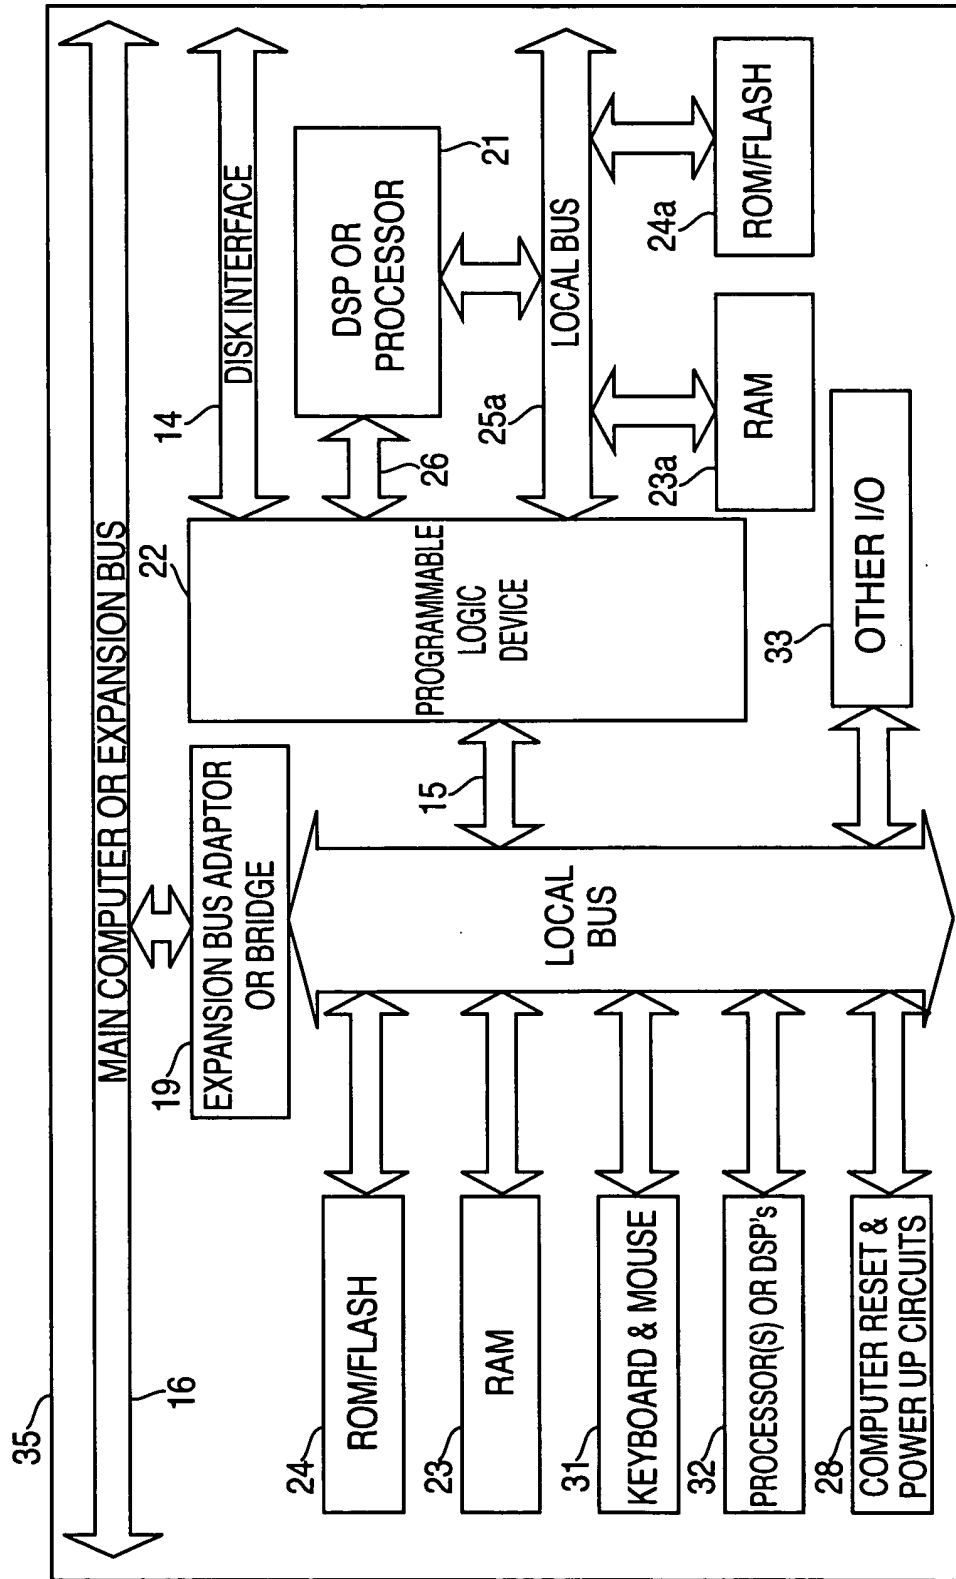 35
MAIN COMPUTER OR EXPANSION BUS
16
19
EXPANSION BUS ADAPTOR
OR BRIDGE
22
PROGRAMMABLE
LOGIC
DEVICE
14
DISK INTERFACE
DSP OR
PROCESSOR
21
26
25a
LOCAL BUS
23a
RAM
24a
ROM/FLASH
15
LOCAL
BUS
33
OTHER I/O
24
ROM/FLASH
23
RAM
31
KEYBOARD & MOUSE
32
PROCESSOR(S) OR DSP's
28
COMPUTER RESET &
POWER UP CIRCUITS